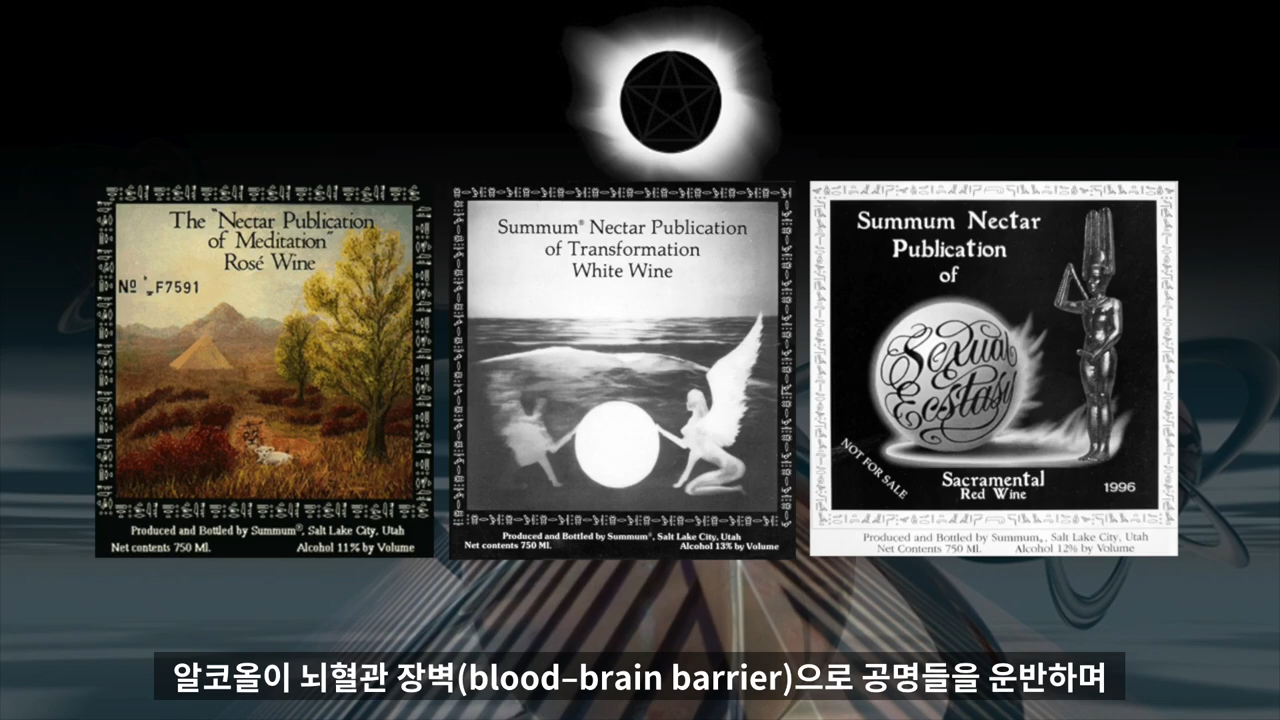 The "Nectar Publication
of Meditation"
Rosé Wine
Nº F7591
Produced and Bottled by Summum®, Salt Lake City, Utah
Net contents 750 Ml. Alcohol 11% by Volume
Summum® Nectar Publication
of Transformation
White Wine
Produced and Bottled by Summum®, Salt Lake City, Utah
Net contents 750 Ml. Alcohol 13% by Volume
Summum Nectar
Publication
of
Sexual
Ecstasy
NOT FOR SALE
Sacramental
Red Wine
1996
Produced and Bottled by Summum®, Salt Lake City, Utah
Net Contents 750 Ml. Alcohol 12% by Volume
알코올이 뇌혈관 장벽(blood–brain barrier)으로 공명들을 운반하며